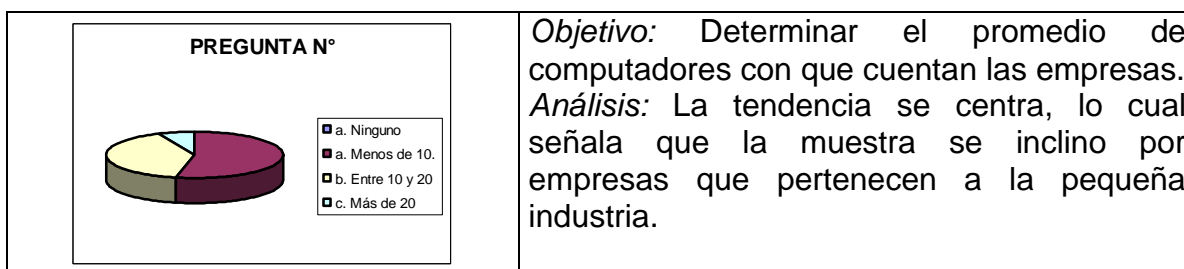 PREGUNTA N°
a. Ninguno
a. Menos de 10.
b. Entre 10 y 20
c. Más de 20
Objetivo: Determinar el promedio de
computadores con que cuentan las empresas.
Análisis: La tendencia se centra, lo cual
señala que la muestra se inclino por
empresas que pertenecen a la pequeña
industria.